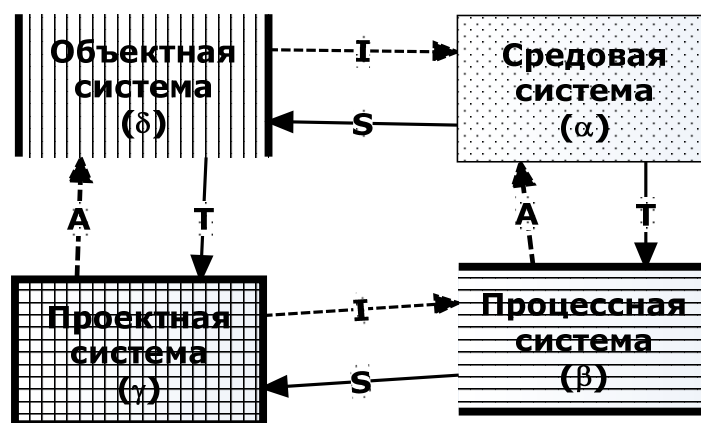 Объектная
система
(δ)
I
S
Средовая
система
(α)
A
T
A
T
Проектная
система
(γ)
I
S
Процессная
система
(β)